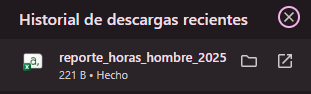 Historial de descargas recientes
a,
reporte_horas_hombre_2025
221 B • Hecho